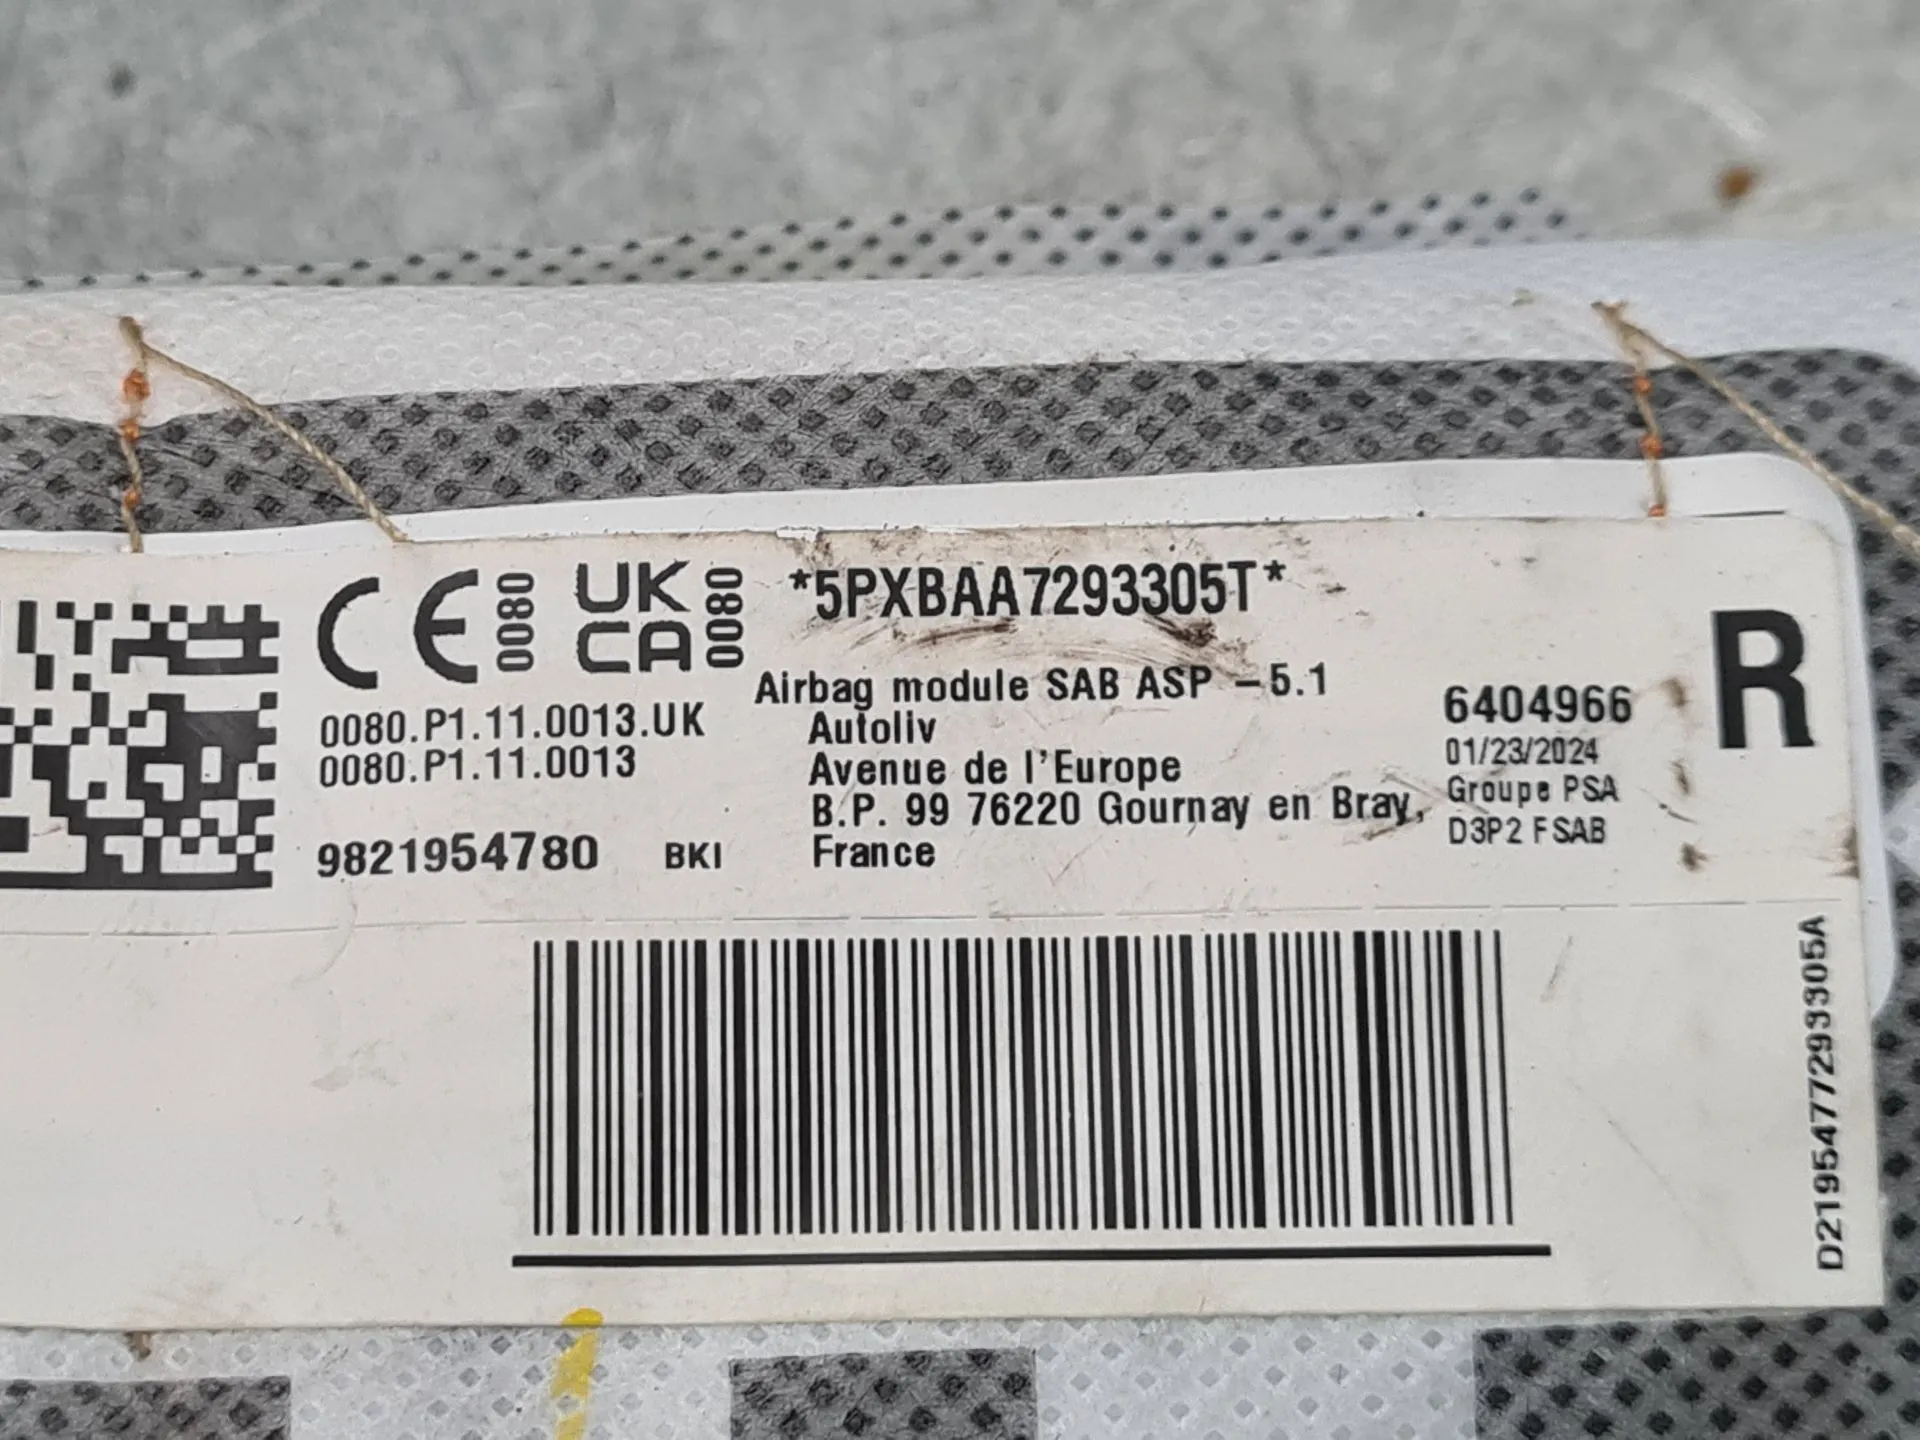 CE 0080 UK CA 0080 *5PXBAA7293305T*
Airbag module SAB ASP -5.1
0080.P1.11.0013.UK
0080.P1.11.0013
9821954780 BKI
Autoliv
Avenue de l'Europe
B.P. 99 76220 Gournay en Bray,
France
6404966
01/23/2024
Groupe PSA
D3P2 FSAB
R
D2195477293305A